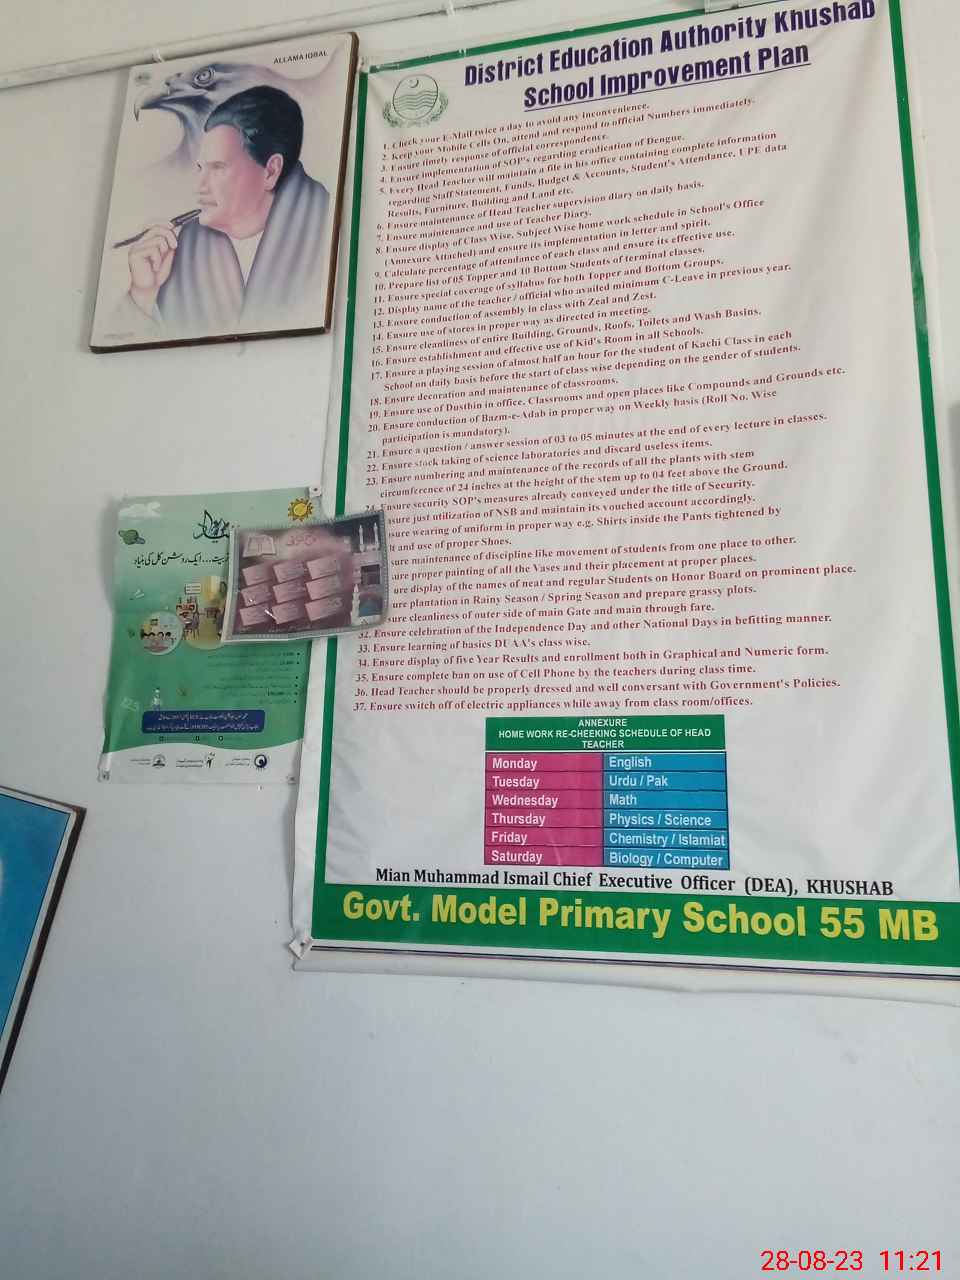 ALLAMA IQBAL
District Education Authority Khushab
School Improvement Plan
1. Check your E-Mail twice a day to avoid any inconvenience.
2. Keep your Mobile Cells On, attend and respond to official Numbers immediately.
3. Ensure timely response of official correspondence.
4. Ensure implementation of SOP's regarding eradication of Dengue.
5. Every Head Teacher will maintain a file in his office containing complete information
regarding Staff Statement, Funds, Budget & Accounts, Student's Attendance, UPE data
Results, Furniture, Building and Land etc.
6. Ensure maintenance of Head Teacher supervision diary on daily basis.
7. Ensure maintenance and use of Teacher Diary.
8. Ensure display of Class Wise, Subject Wise home work schedule in School's Office
(Annexure Attached) and ensure its implementation in letter and spirit.
9. Calculate percentage of attendance of each class and ensure its effective use.
10. Prepare list of 05 Topper and 10 Bottom Students of terminal classes.
11. Ensure special coverage of syllabus for both Topper and Bottom Groups.
12. Display name of the teacher / official who availed minimum C-Leave in previous year.
13. Ensure conduction of assembly in class with Zeal and Zest.
14. Ensure use of stores in proper way as directed in meeting.
15. Ensure cleanliness of entire Building, Grounds, Roofs, Toilets and Wash Basins.
16. Ensure establishment and effective use of Kid's Room in all Schools.
17. Ensure a playing session of almost half an hour for the student of Kachi Class in each
School on daily basis before the start of class wise depending on the gender of students.
18. Ensure decoration and maintenance of classrooms.
19. Ensure use of Dustbin in office, Classrooms and open places like Compounds and Grounds etc.
20. Ensure conduction of Bazm-e-Adab in proper way on Weekly basis (Roll No. Wise
participation is mandatory).
21. Ensure a question / answer session of 03 to 05 minutes at the end of every lecture in classes.
22. Ensure stock taking of science laboratories and discard useless items.
23. Ensure numbering and maintenance of the records of all the plants with stem
circumference of 24 inches at the height of the stem up to 04 feet above the Ground.
Ensure security SOP's measures already conveyed under the title of Security.
sure just utilization of NSB and maintain its vouched account accordingly.
sure wearing of uniform in proper way e.g. Shirts inside the Pants tightened by
lt and use of proper Shoes.
sure maintenance of discipline like movement of students from one place to other.
ure proper painting of all the Vases and their placement at proper places.
ure display of the names of neat and regular Students on Honor Board on prominent place.
ure plantation in Rainy Season / Spring Season and prepare grassy plots.
sure cleanliness of outer side of main Gate and main through fare.
32. Ensure celebration of the Independence Day and other National Days in befitting manner.
33. Ensure learning of basics DUAA's class wise.
34. Ensure display of five Year Results and enrollment both in Graphical and Numeric form.
35. Ensure complete ban on use of Cell Phone by the teachers during class time.
36. Head Teacher should be properly dressed and well conversant with Government's Policies.
37. Ensure switch off of electric appliances while away from class room/offices.
ANNEXURE
HOME WORK RE-CHEEKING SCHEDULE OF HEAD
TEACHER
Monday English
Tuesday Urdu / Pak
Wednesday Math
Thursday Physics / Science
Friday Chemistry / Islamiat
Saturday Biology / Computer
Mian Muhammad Ismail Chief Executive Officer (DEA), KHUSHAB
Govt. Model Primary School 55 MB
بیت... ایک روشن کل کی بنیاد
28-08-23 11:21